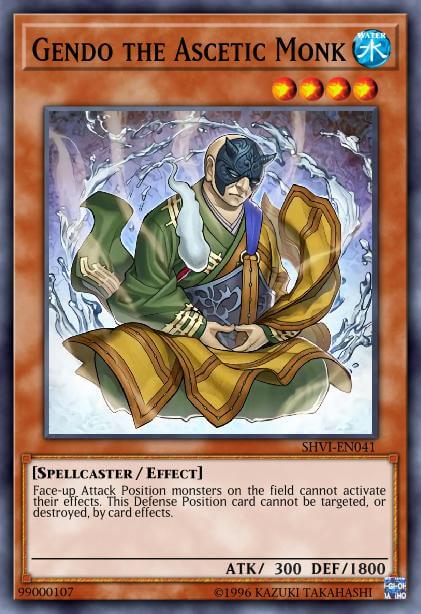 Gendo the Ascetic Monk
WATER
水
SHVI-EN041
[Spellcaster / Effect]
Face-up Attack Position monsters on the field cannot activate
their effects. This Defense Position card cannot be targeted, or
destroyed, by card effects.
ATK/ 300 DEF/1800
99000107
©1996 KAZUKI TAKAHASHI